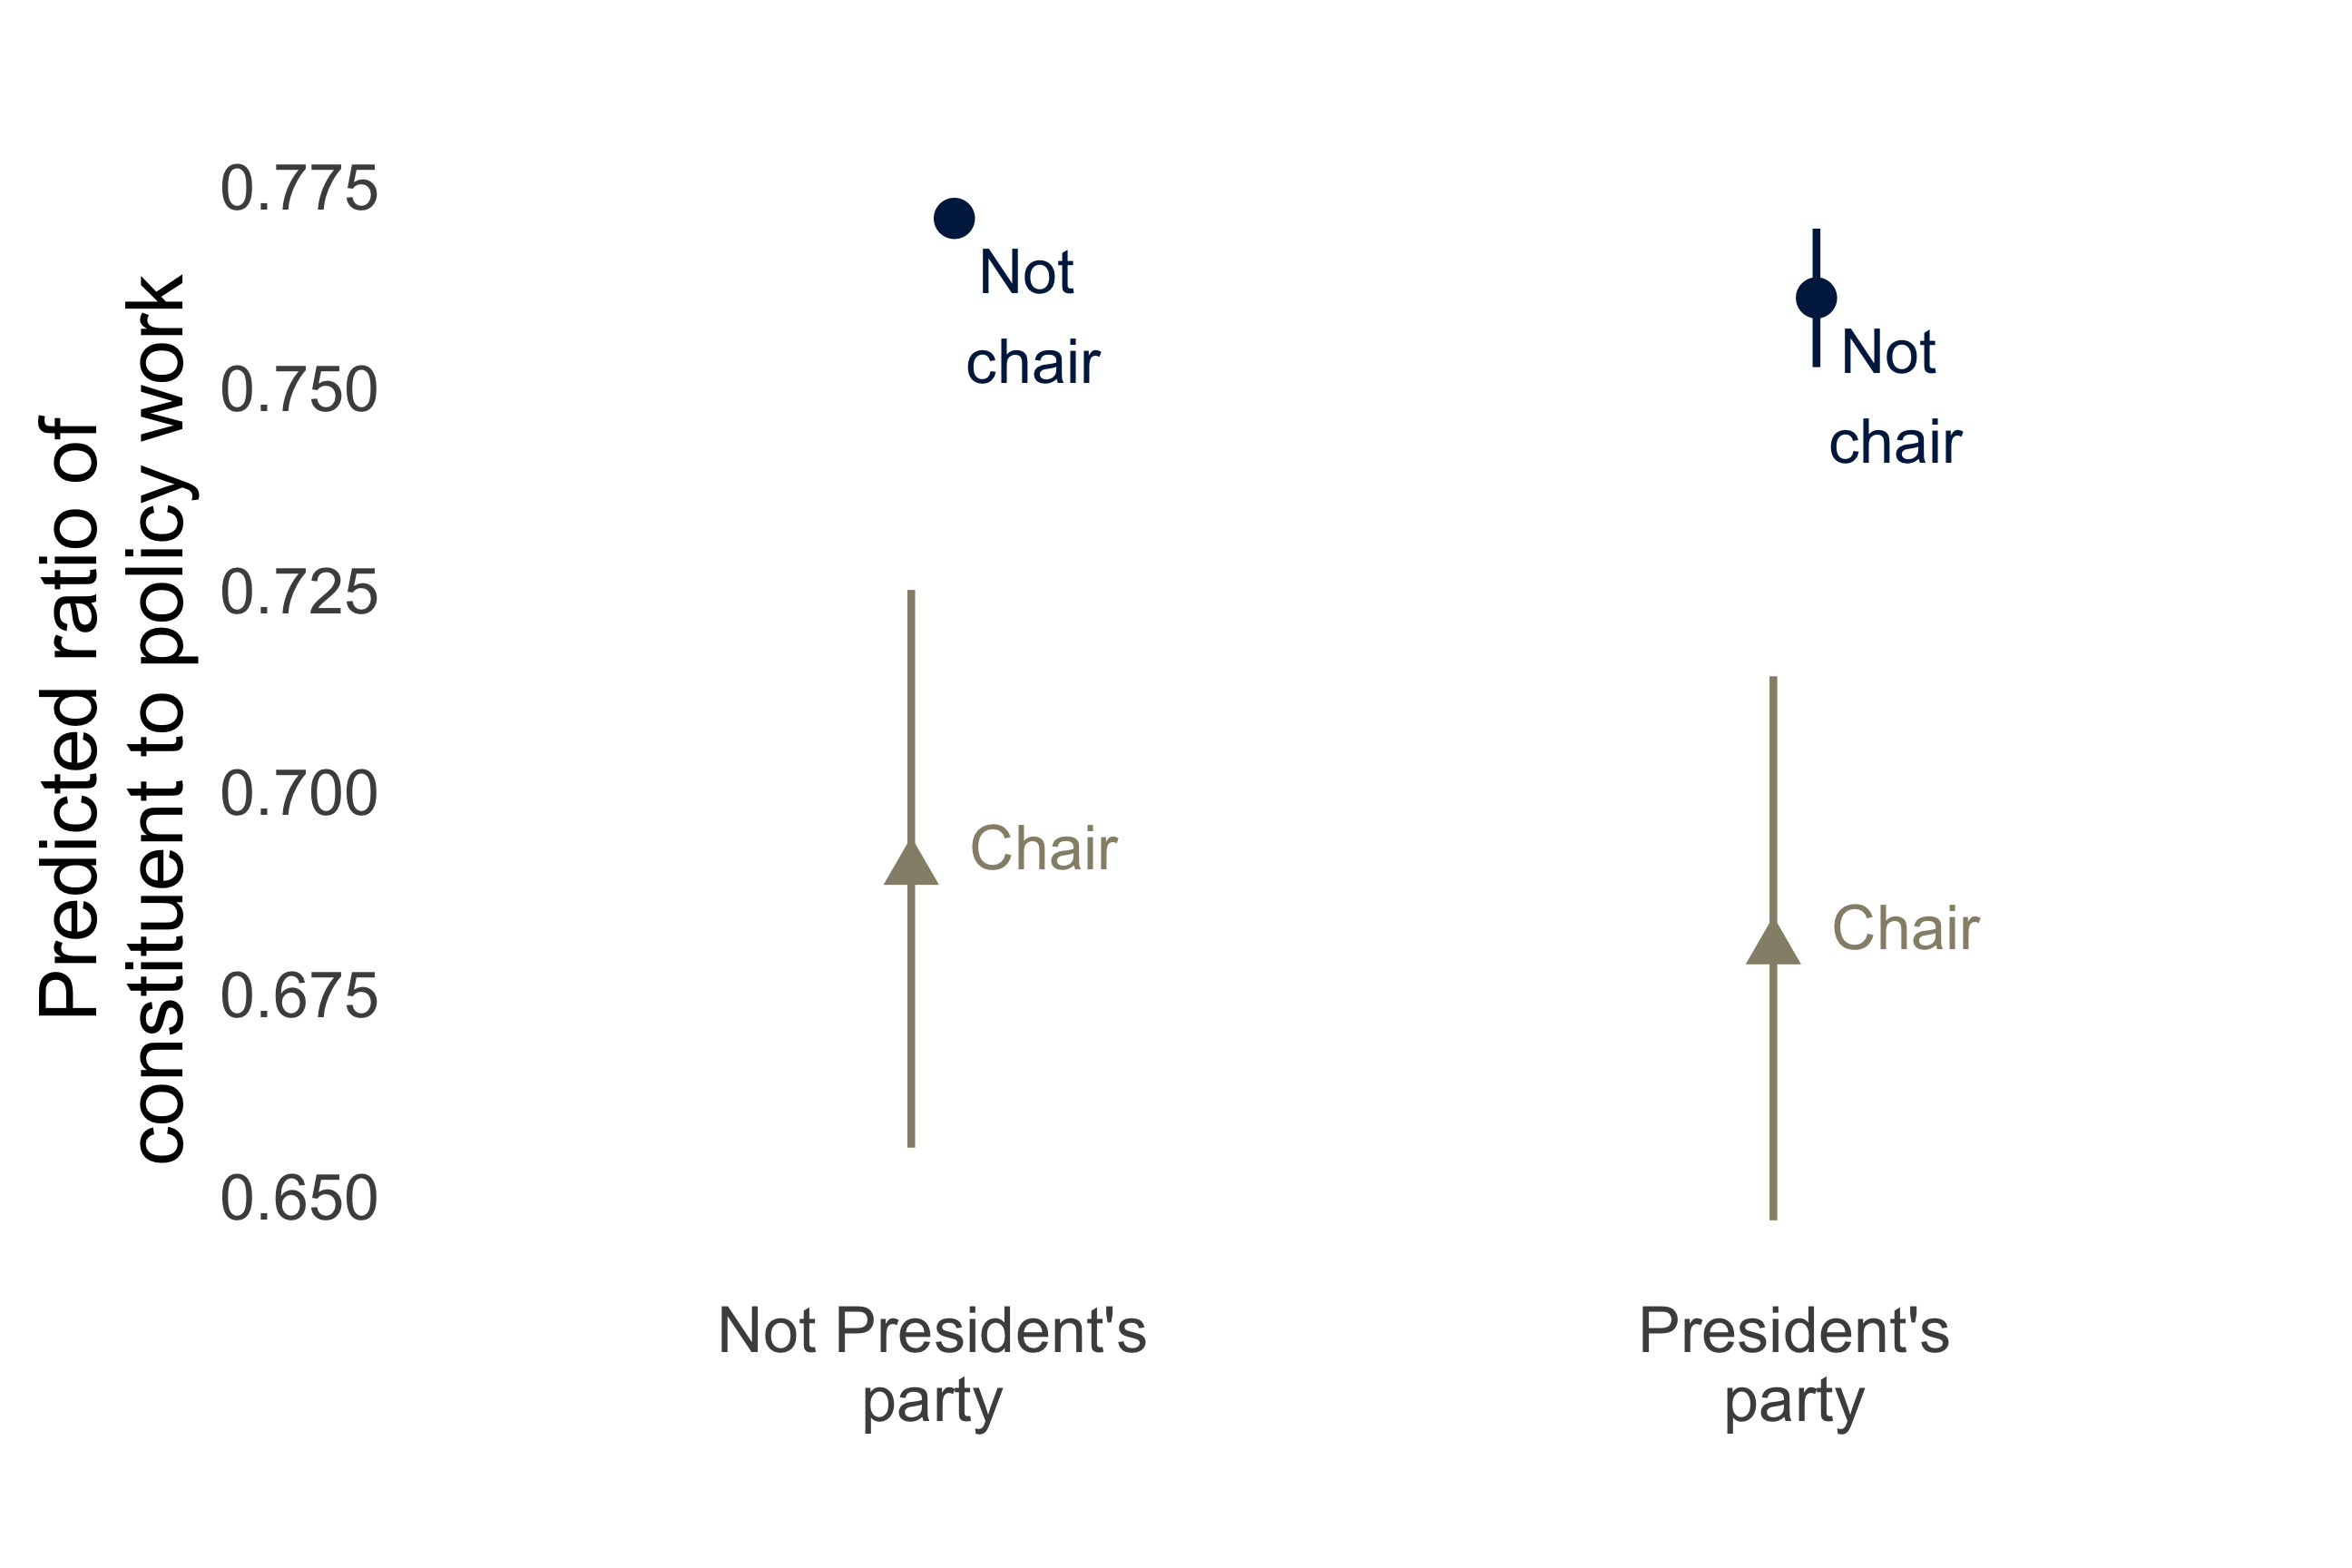 Predicted ratio of
constituent to policy work
0.775
0.750
0.725
0.700
0.675
0.650
Not
chair
Chair
Not
chair
Chair
Not President's
party
President's
party